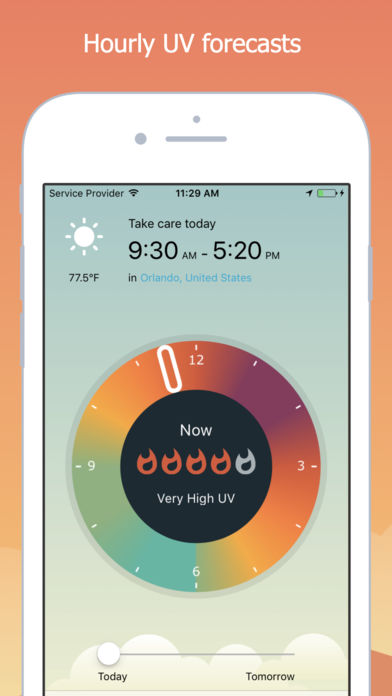 Hourly UV forecasts
Service Provider 11:29 AM
Take care today
9:30 AM - 5:20 PM
77.5°F
in Orlando, United States
12
Now
9
3
Very High UV
6
Today Tomorrow